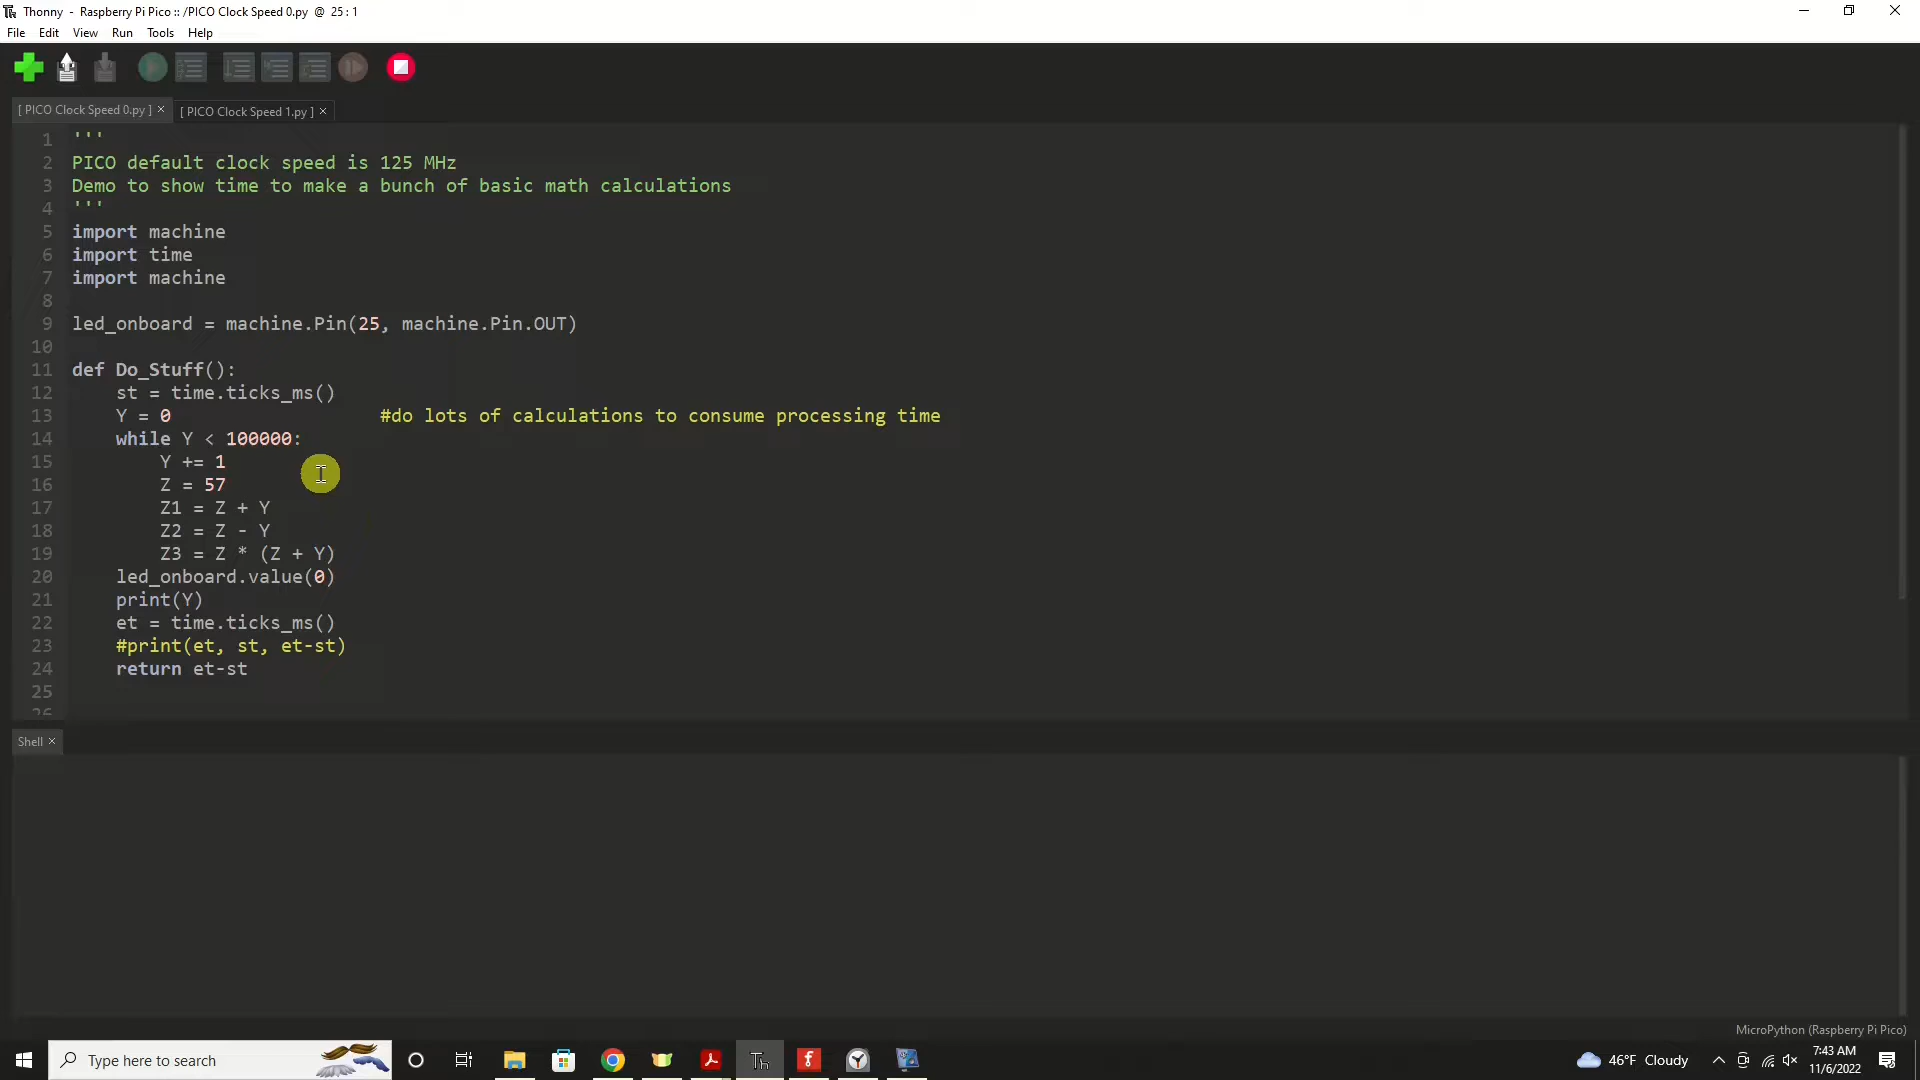 Thonny - Raspberry Pi Pico :: /PICO Clock Speed 0.py @ 25 : 1
File Edit View Run Tools Help
[ PICO Clock Speed 0.py ] × [ PICO Clock Speed 1.py ] ×
1 '''
2 PICO default clock speed is 125 MHz
3 Demo to show time to make a bunch of basic math calculations
4 '''
5 import machine
6 import time
7 import machine
8
9 led_onboard = machine.Pin(25, machine.Pin.OUT)
10
11 def Do_Stuff():
12 st = time.ticks_ms()
13 Y = 0 #do lots of calculations to consume processing time
14 while Y < 100000:
15 Y += 1
16 Z = 57
17 Z1 = Z + Y
18 Z2 = Z - Y
19 Z3 = Z * (Z + Y)
20 led_onboard.value(0)
21 print(Y)
22 et = time.ticks_ms()
23 #print(et, st, et-st)
24 return et-st
25
26
Shell ×
MicroPython (Raspberry Pi Pico)
Type here to search
46°F Cloudy
7:43 AM
11/6/2022